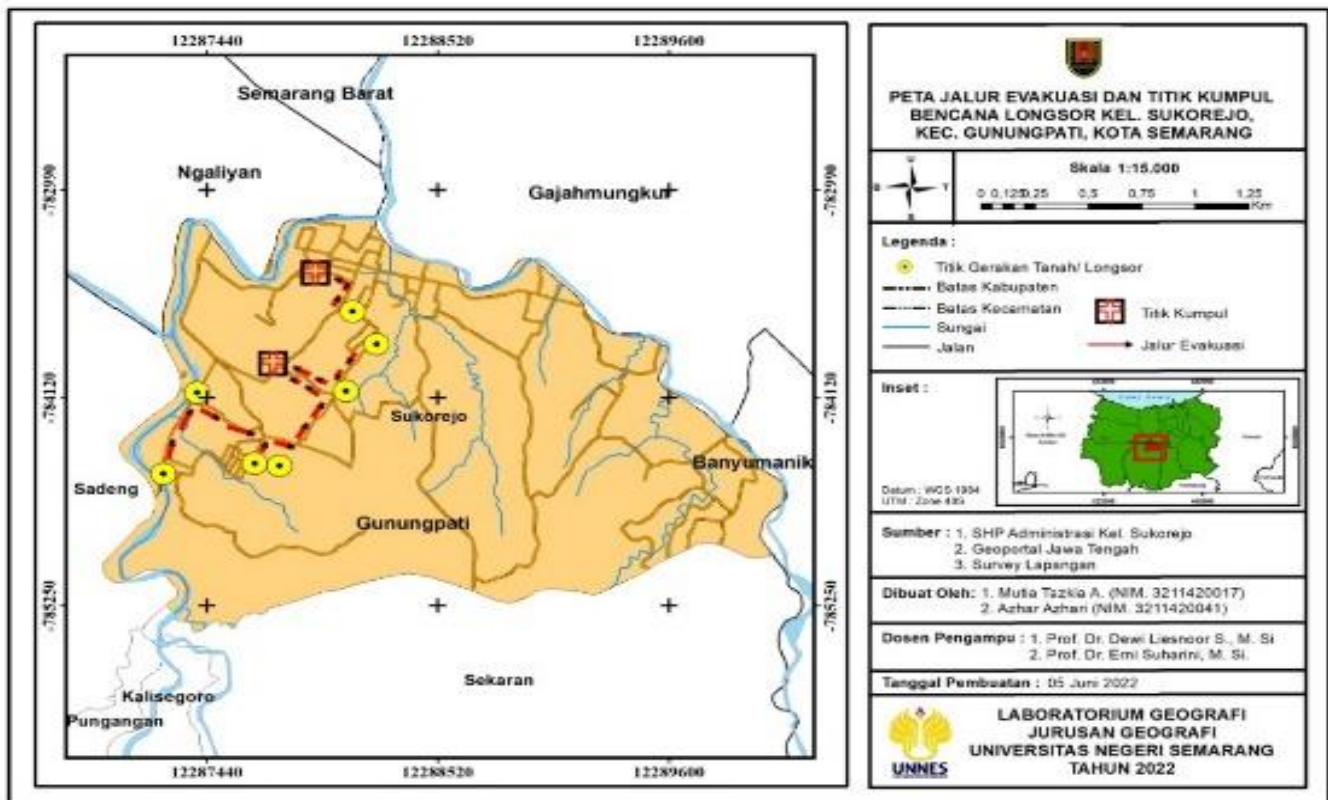 12287440 12288520 12289600
Semarang Barat
Ngaliyan
Gajahmungkur
-782990
-782990
-784120
-784120
Sukorejo
Banyumanik
Sadeng
Gunungpati
-785250
-785250
Sekaran
Kalisegoro
Pungangan
12287440 12288520 12289600
PETA JALUR EVAKUASI DAN TITIK KUMPUL
BENCANA LONGSOR KEL. SUKOREJO,
KEC. GUNUNGPATI, KOTA SEMARANG
U
B T
S
Skala 1:15.000
0 0,125 0,25 0,5 0,75 1 1,25
Km
Legenda :
Titik Gerakan Tanah/ Longsor
Batas Kabupaten
Batas Kecamatan
Sungai
Jalan
Titik Kumpul
Jalur Evakuasi
Inset :
Datum : WGS 1984
UTM : Zone 49S
Sumber : 1. SHP Administrasi Kel. Sukorejo
2. Geoportal Jawa Tengah
3. Survey Lapangan
Dibuat Oleh: 1. Mutia Tazkia A. (NIM. 3211420017)
2. Azhar Azhari (NIM. 3211420041)
Dosen Pengampu : 1. Prof. Dr. Dewi Liesnoor S., M. Si
2. Prof. Dr. Erni Suharini, M. Si.
Tanggal Pembuatan : 05 Juni 2022
UNNES
LABORATORIUM GEOGRAFI
JURUSAN GEOGRAFI
UNIVERSITAS NEGERI SEMARANG
TAHUN 2022